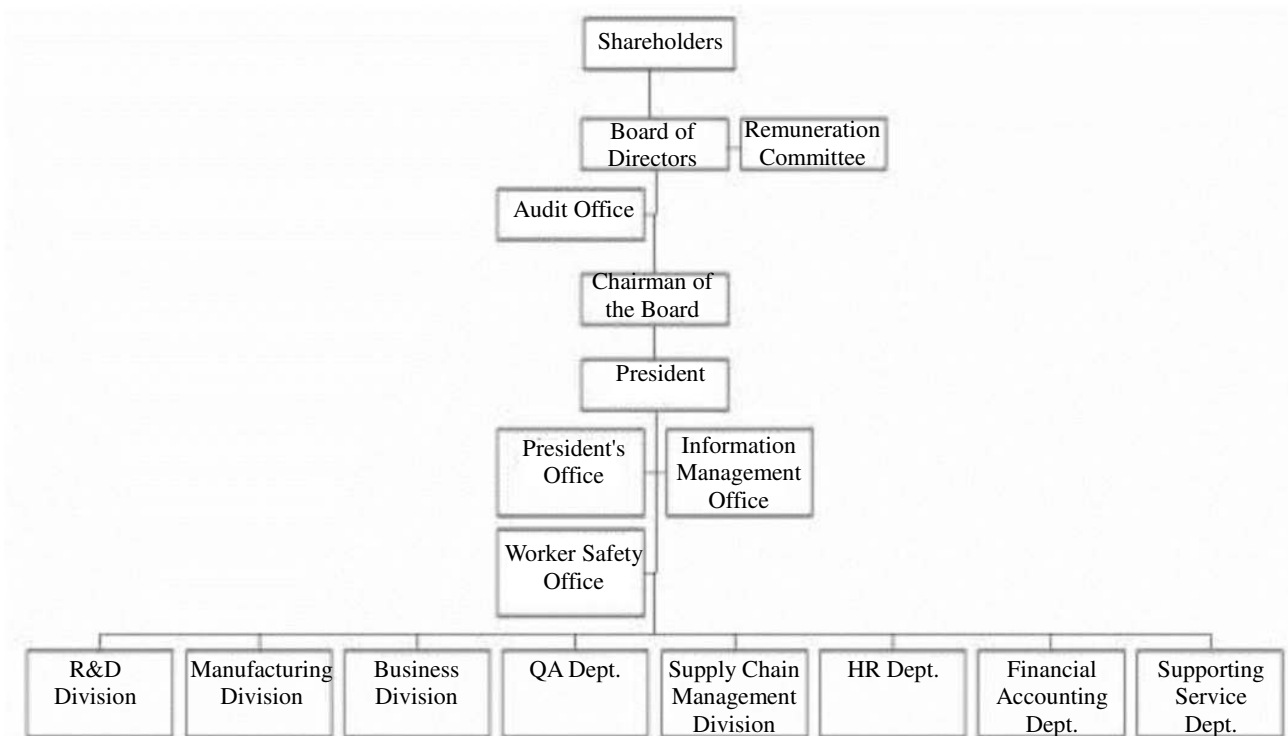 Shareholders
Board of
Directors
Remuneration
Committee
Audit Office
Chairman of
the Board
President
President's
Office
Information
Management
Office
Worker Safety
Office
R&D
Division
Manufacturing
Division
Business
Division
QA Dept.
Supply Chain
Management
Division
HR Dept.
Financial
Accounting
Dept.
Supporting
Service
Dept.